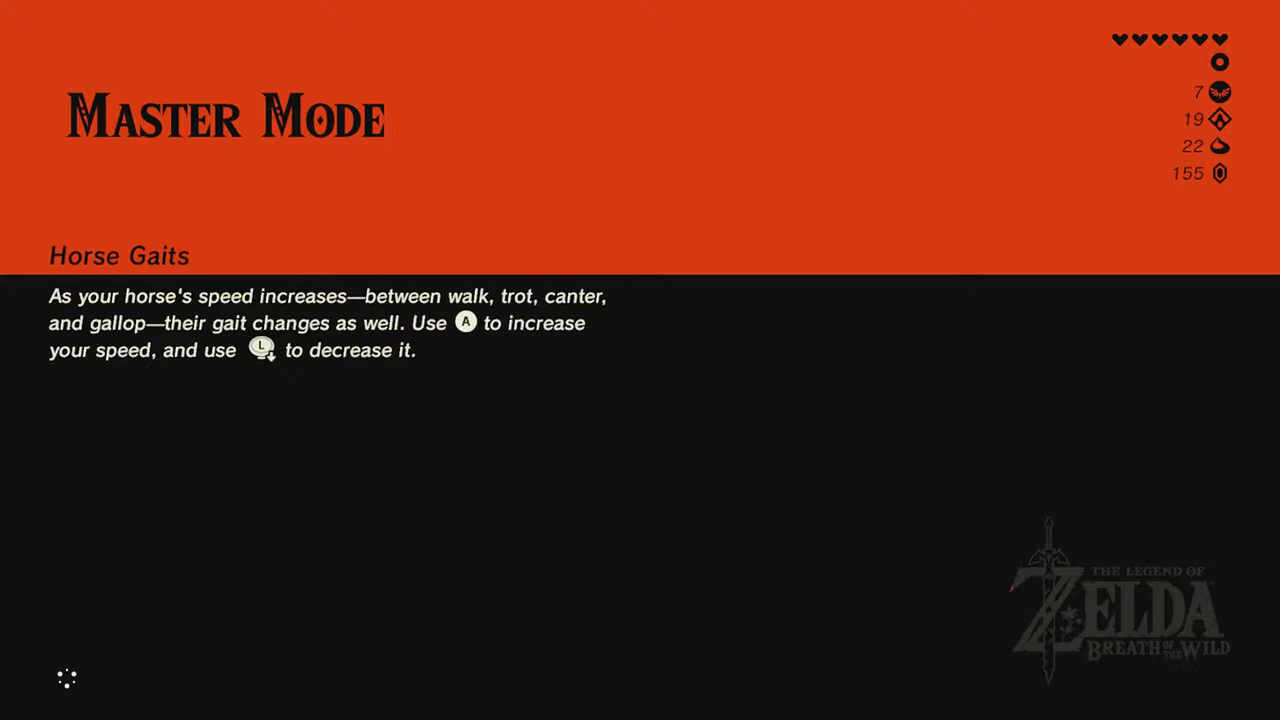 Master Mode
7
19
22
155
Horse Gaits
As your horse's speed increases—between walk, trot, canter,
and gallop—their gait changes as well. Use A to increase
your speed, and use L to decrease it.
THE LEGEND OF
ZELDA
BREATH OF THE WILD